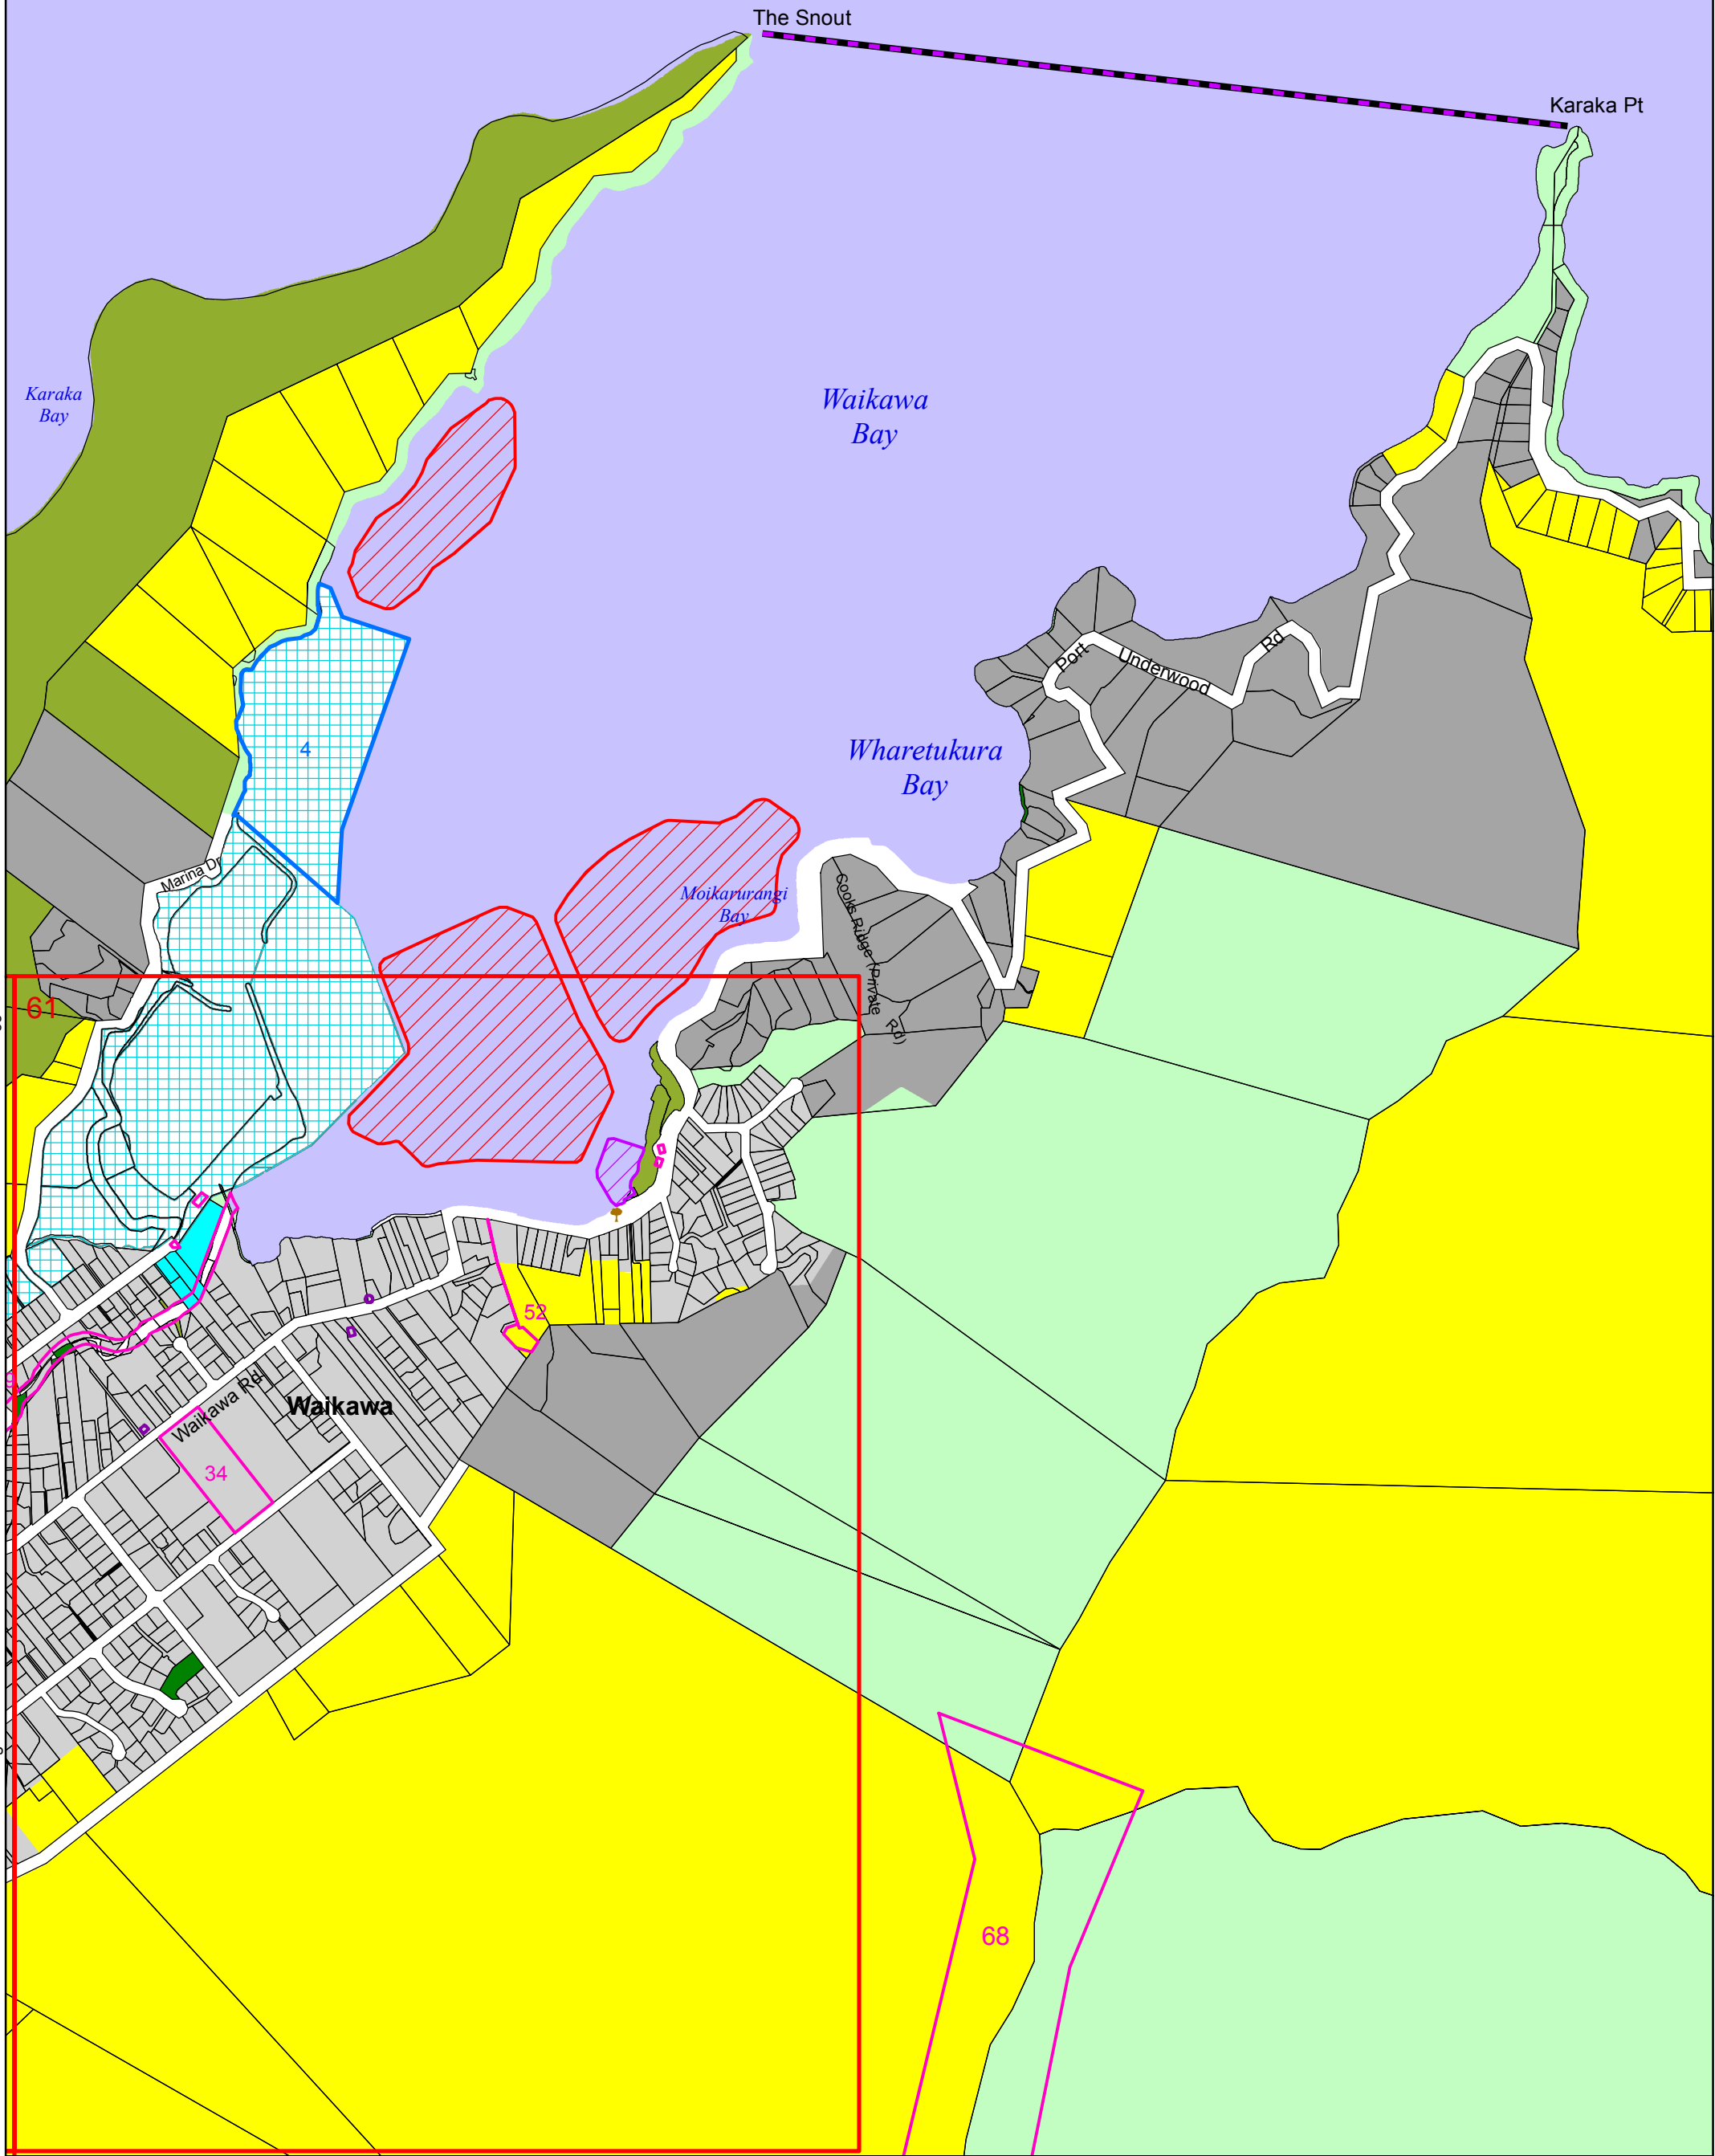 The Snout
Karaka Pt
Karaka
Bay
Waikawa
Bay
Port
Underwood
Rd
Wharetukura
Bay
4
Marina Dr
Moikarurangi
Bay
Cooks Ridge (Private
Rd)
61
52
Waikawa Rd
Waikawa
34
68